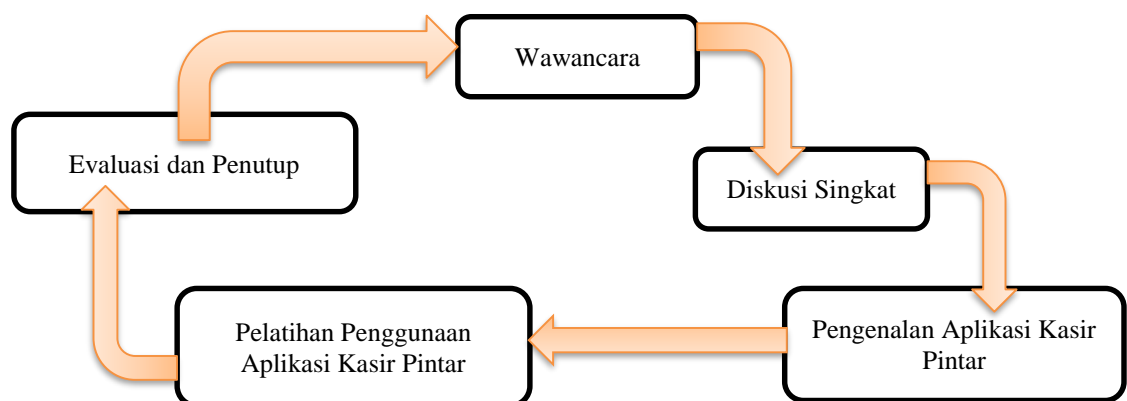 Wawancara
Diskusi Singkat
Pengenalan Aplikasi Kasir
Pintar
Pelatihan Penggunaan
Aplikasi Kasir Pintar
Evaluasi dan Penutup